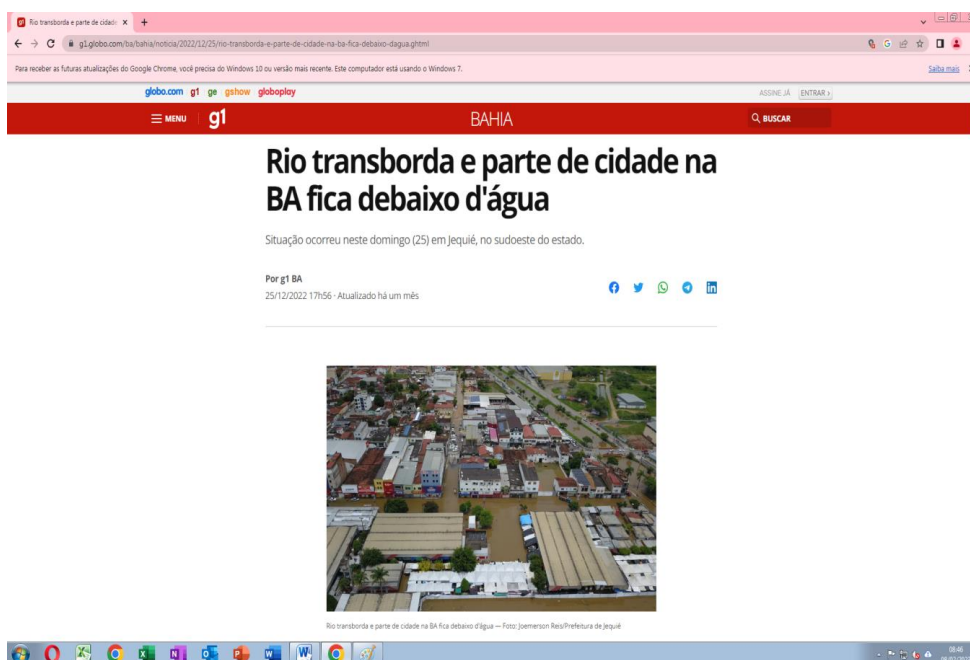 Rio transborda e parte de cidade
g1.globo.com/ba/bahia/noticia/2022/12/25/rio-transborda-e-parte-de-cidade-na-ba-fica-debaixo-dagua.ghtml
Para receber as futuras atualizações do Google Chrome, você precisa do Windows 10 ou versão mais recente. Este computador está usando o Windows 7.
Saiba mais
globo.com g1 ge gshow globoplay
ASSINE JÁ
ENTRAR ›
MENU
g1
BAHIA
BUSCAR
Rio transborda e parte de cidade na
BA fica debaixo d'água
Situação ocorreu neste domingo (25) em Jequié, no sudoeste do estado.
Por g1 BA
25/12/2022 17h56 · Atualizado há um mês
Rio transborda e parte de cidade na BA fica debaixo d'água — Foto: Joemerson Reis/Prefeitura de Jequié
08:46